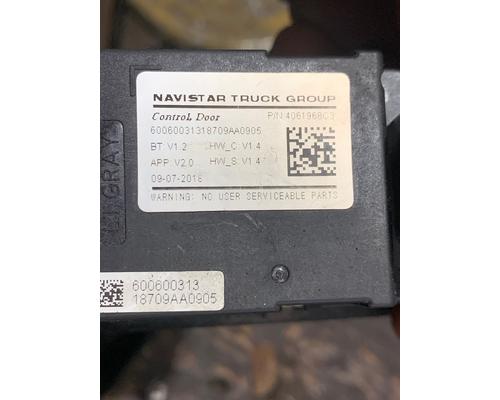 NAVISTAR TRUCK GROUP
Control Door P/N 4061968C3
60060031318709AA0905
BT V1.2 HW_C V1.4
APP V2.0 HW_S V1.4
09-07-2018
WARNING: NO USER SERVICEABLE PARTS
GRAY
600600313
18709AA0905